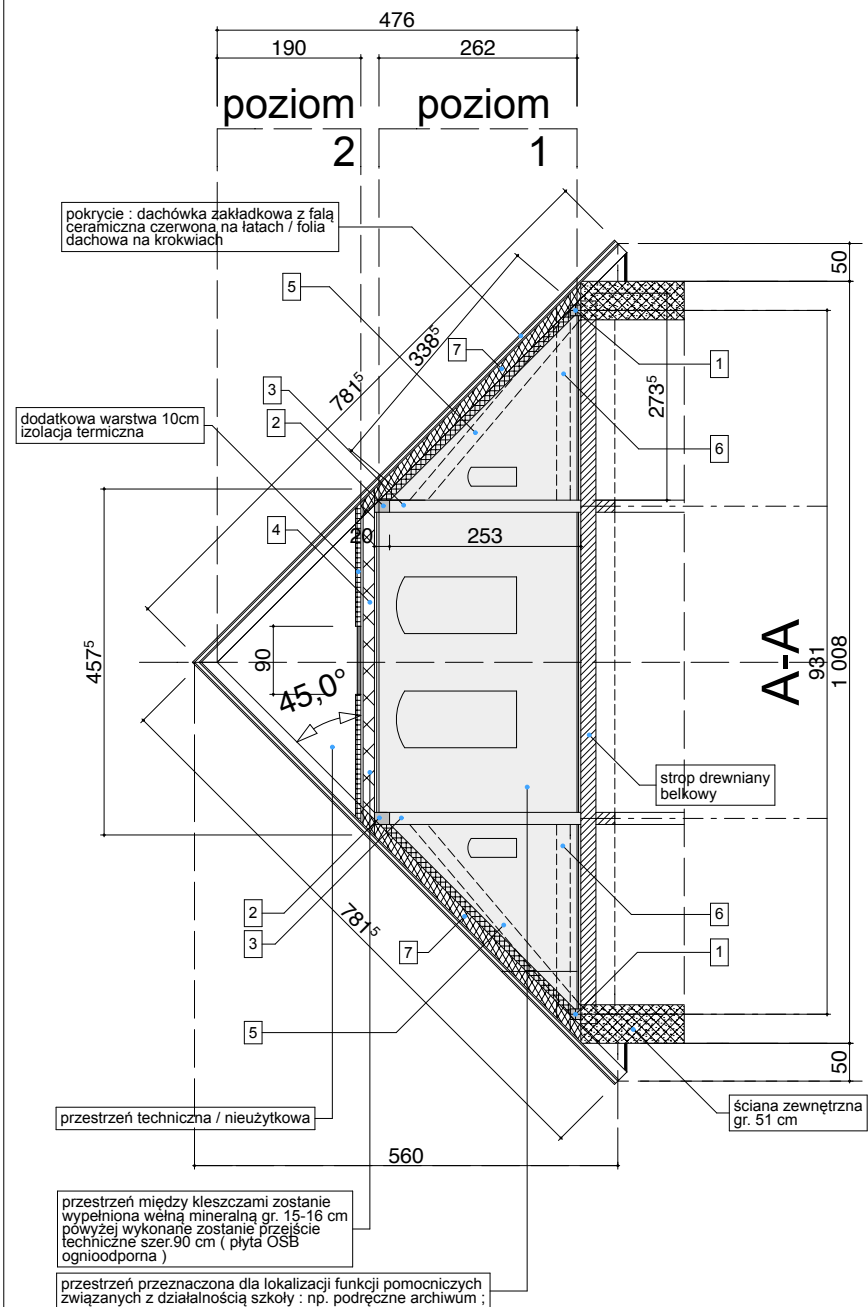 476
190
262
poziom
2
poziom
1
pokrycie : dachówka zakładkowa z falą
ceramiczna czerwona na łatach / folia
dachowa na krokwiach
50
5
7
338⁵
781⁵
1
273⁵
3
2
6
dodatkowa warstwa 10cm
izolacja termiczna
4
20
253
457⁵
90
45,0°
A-A
931
1 008
strop drewniany
belkowy
2
3
781⁵
7
6
1
5
50
przestrzeń techniczna / nieużytkowa
ściana zewnętrzna
gr. 51 cm
560
przestrzeń między kleszczami zostanie
wypełniona wełną mineralną gr. 15-16 cm
powyżej wykonane zostanie przejście
techniczne szer.90 cm ( płyta OSB
ognioodporna )
przestrzeń przeznaczona dla lokalizacji funkcji pomocniczych
związanych z działalnością szkoły : np. podręczne archiwum ;